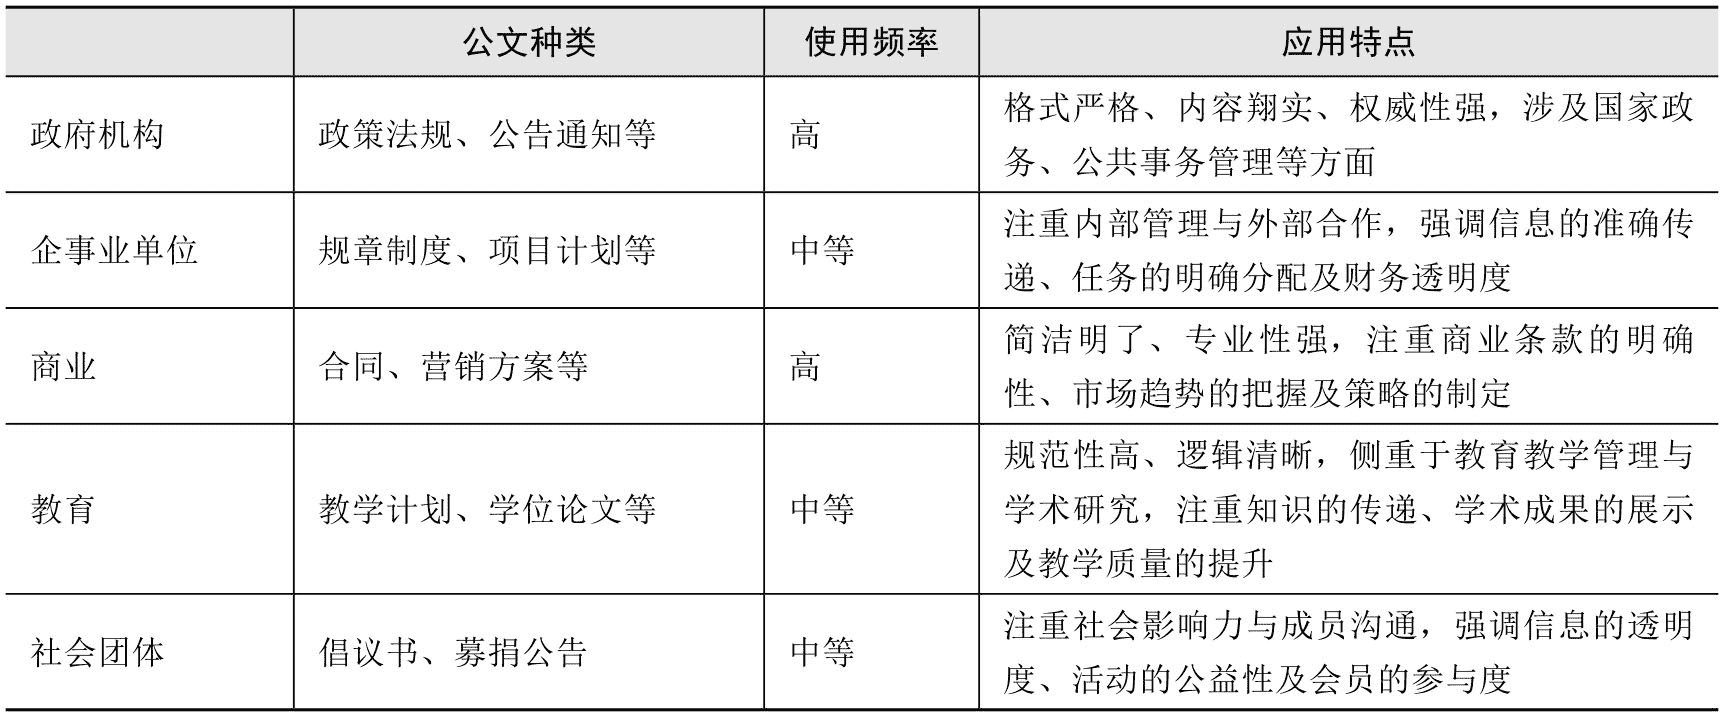 公文种类 使用频率 应用特点
政府机构 政策法规、公告通知等 高 格式严格、内容翔实、权威性强，涉及国家政
务、公共事务管理等方面
企事业单位 规章制度、项目计划等 中等 注重内部管理与外部合作，强调信息的准确传
递、任务的明确分配及财务透明度
商业 合同、营销方案等 高 简洁明了、专业性强，注重商业条款的明确
性、市场趋势的把握及策略的制定
教育 教学计划、学位论文等 中等 规范性高、逻辑清晰，侧重于教育教学管理与
学术研究，注重知识的传递、学术成果的展示
及教学质量的提升
社会团体 倡议书、募捐公告 中等 注重社会影响力与成员沟通，强调信息的透明
度、活动的公益性及会员的参与度